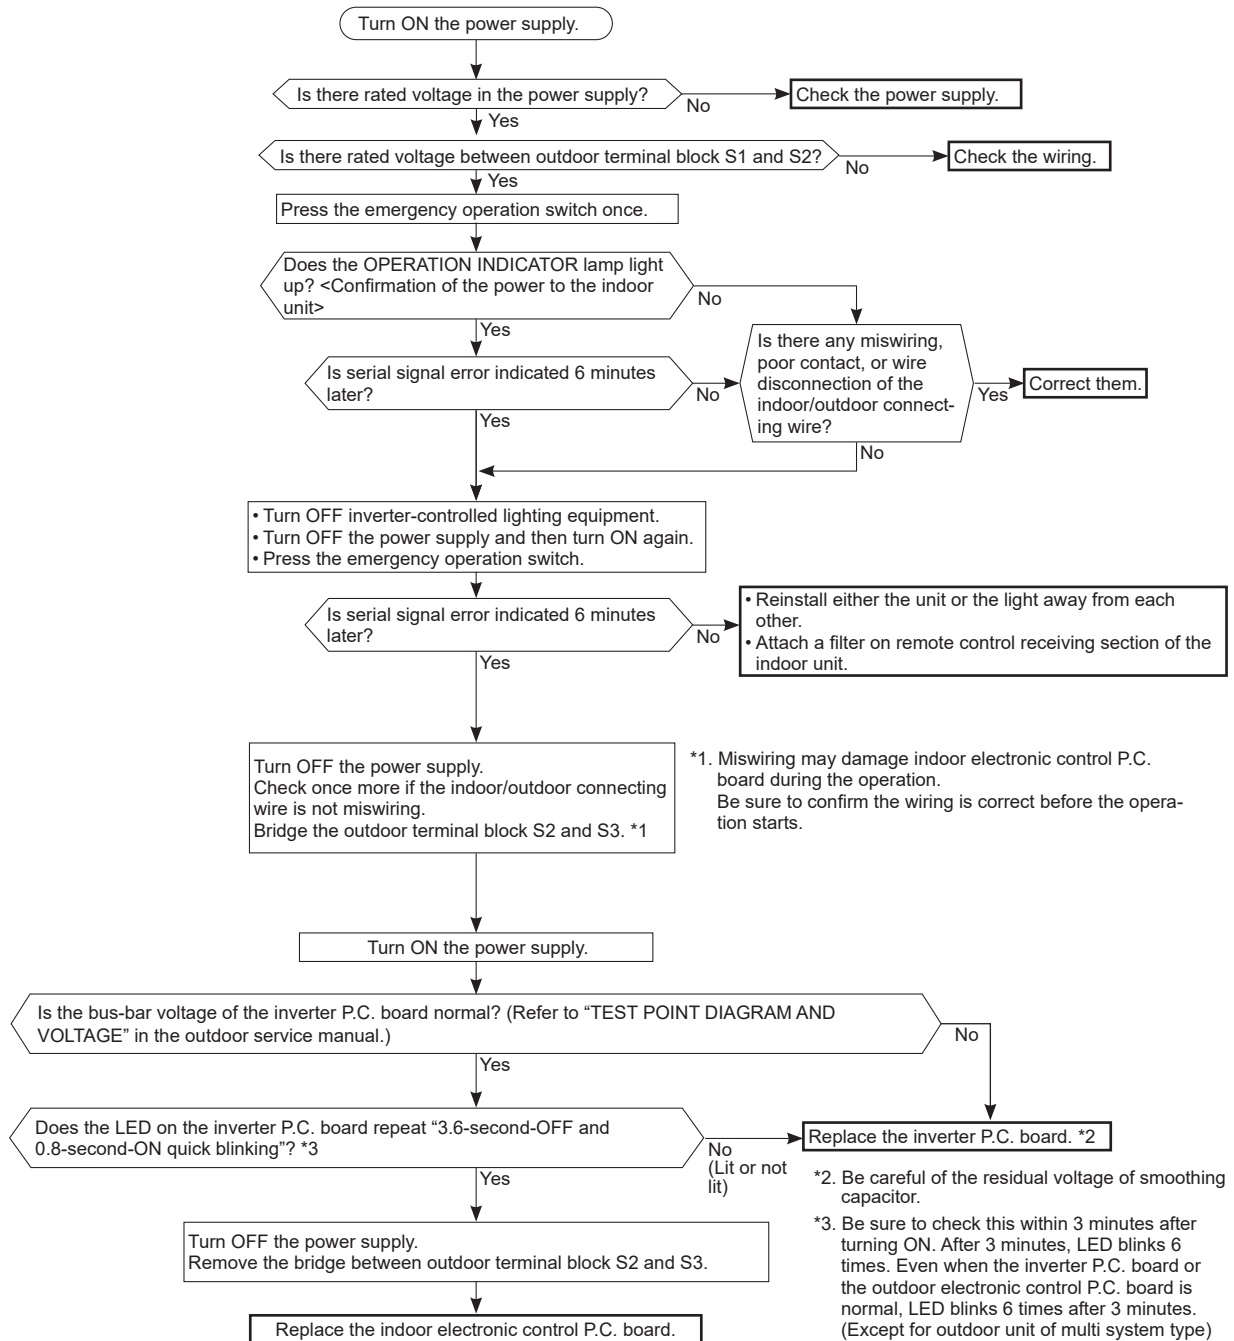 Turn ON the power supply.
Is there rated voltage in the power supply?
No
Check the power supply.
Yes
Is there rated voltage between outdoor terminal block S1 and S2?
No
Check the wiring.
Yes
Press the emergency operation switch once.
Does the OPERATION INDICATOR lamp light
up? <Confirmation of the power to the indoor
unit>
No
Yes
Is there any miswiring,
poor contact, or wire
disconnection of the
indoor/outdoor connect-
ing wire?
Yes
Correct them.
No
Is serial signal error indicated 6 minutes
later?
No
Yes
• Turn OFF inverter-controlled lighting equipment.
• Turn OFF the power supply and then turn ON again.
• Press the emergency operation switch.
Is serial signal error indicated 6 minutes
later?
No
• Reinstall either the unit or the light away from each
other.
• Attach a filter on remote control receiving section of the
indoor unit.
Yes
Turn OFF the power supply.
Check once more if the indoor/outdoor connecting
wire is not miswiring.
Bridge the outdoor terminal block S2 and S3. *1
*1. Miswiring may damage indoor electronic control P.C.
board during the operation.
Be sure to confirm the wiring is correct before the opera-
tion starts.
Turn ON the power supply.
Is the bus-bar voltage of the inverter P.C. board normal? (Refer to “TEST POINT DIAGRAM AND
VOLTAGE” in the outdoor service manual.)
No
Yes
Does the LED on the inverter P.C. board repeat “3.6-second-OFF and
0.8-second-ON quick blinking”? *3
No
(Lit or not
lit)
Replace the inverter P.C. board. *2
Yes
*2. Be careful of the residual voltage of smoothing
capacitor.
*3. Be sure to check this within 3 minutes after
turning ON. After 3 minutes, LED blinks 6
times. Even when the inverter P.C. board or
the outdoor electronic control P.C. board is
normal, LED blinks 6 times after 3 minutes.
(Except for outdoor unit of multi system type)
Turn OFF the power supply.
Remove the bridge between outdoor terminal block S2 and S3.
Replace the indoor electronic control P.C. board.